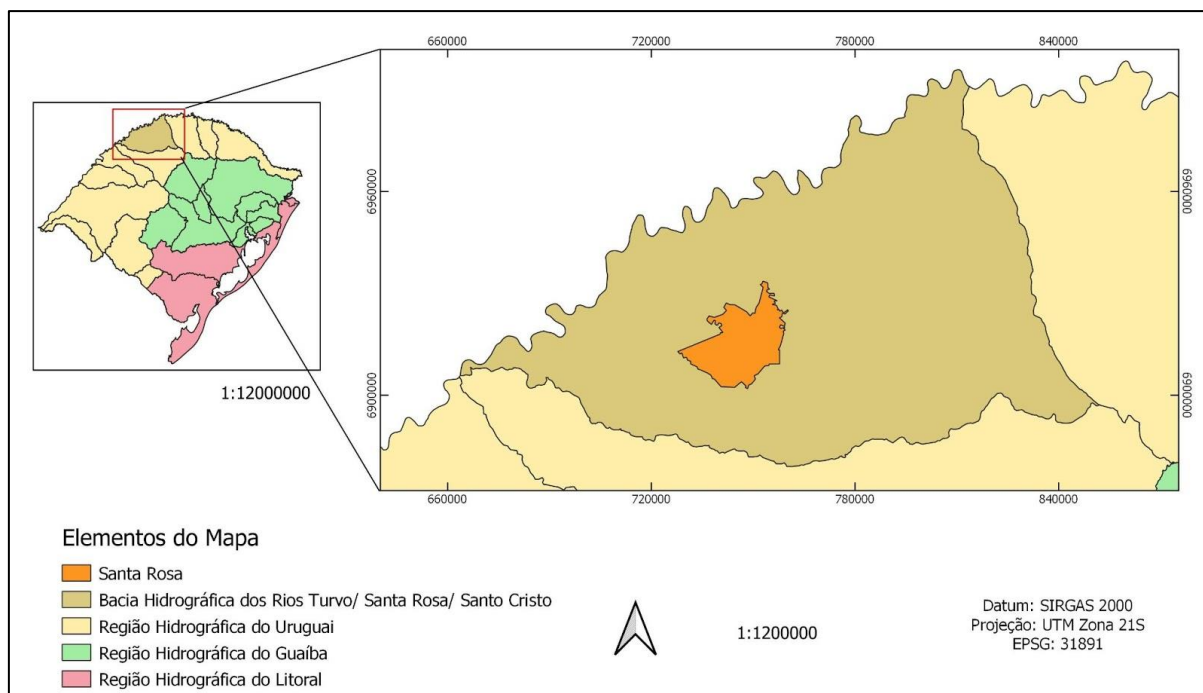 660000
720000
780000
840000
6960000
6960000
6900000
6900000
660000
720000
780000
840000
1:12000000
Elementos do Mapa
Santa Rosa
Bacia Hidrográfica dos Rios Turvo/ Santa Rosa/ Santo Cristo
Região Hidrográfica do Uruguai
Região Hidrográfica do Guaíba
Região Hidrográfica do Litoral
1:1200000
Datum: SIRGAS 2000
Projeção: UTM Zona 21S
EPSG: 31891